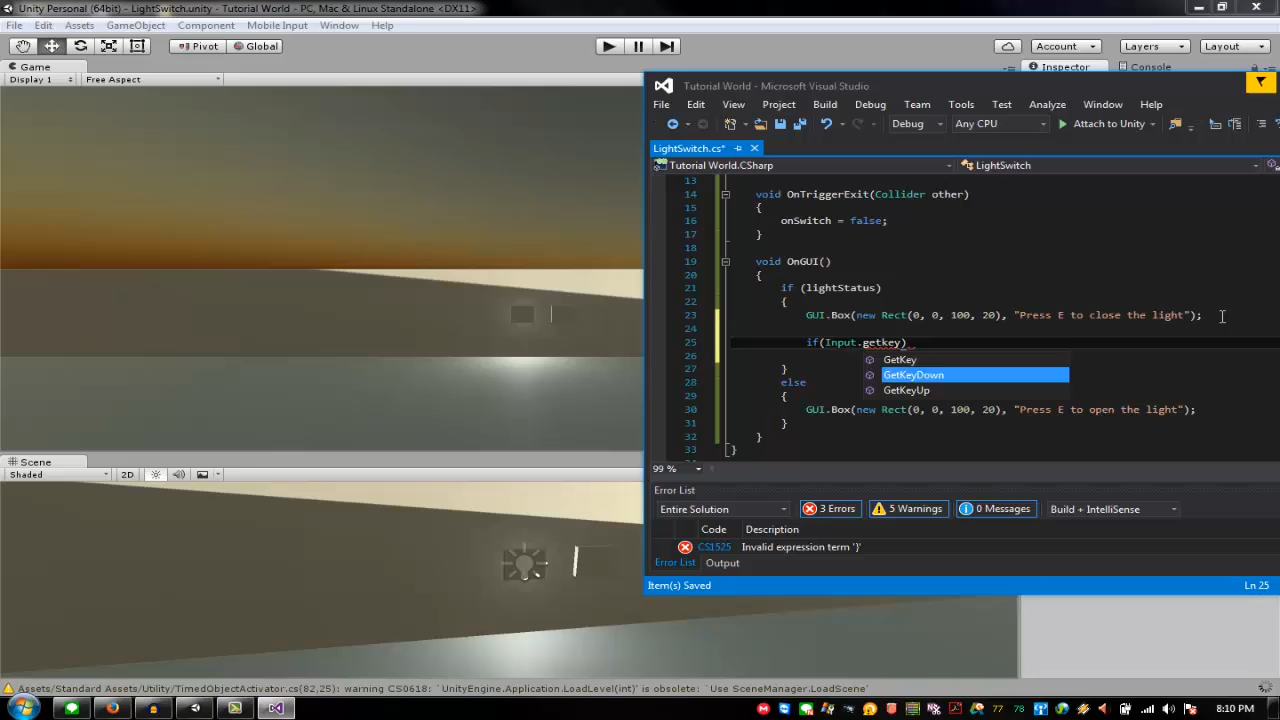 Unity Personal (64bit) - LightSwitch.unity - Tutorial World - PC, Mac & Linux Standalone <DX11>
File Edit Assets GameObject Component Mobile Input Window Help
Pivot Global Account Layers Layout
Game Inspector Console
Display 1 Free Aspect
Tutorial World - Microsoft Visual Studio
File Edit View Project Build Debug Team Tools Test Analyze Window Help
Debug Any CPU Attach to Unity
LightSwitch.cs*
Tutorial World.CSharp LightSwitch
13
14 void OnTriggerExit(Collider other)
15 {
16 onSwitch = false;
17 }
18
19 void OnGUI()
20 {
21 if (lightStatus)
22 {
23 GUI.Box(new Rect(0, 0, 100, 20), "Press E to close the light");
24
25 if(Input.getkey)
26 GetKey
27 } GetKeyDown
28 else GetKeyUp
29 {
30 GUI.Box(new Rect(0, 0, 100, 20), "Press E to open the light");
31 }
32 }
33 }
99 %
Scene
Shaded 2D
Error List
Entire Solution 3 Errors 5 Warnings 0 Messages Build + IntelliSense
Code Description
CS1525 Invalid expression term ')'
Error List Output
Item(s) Saved Ln 25
Assets/Standard Assets/Utility/TimedObjectActivator.cs(82,25): warning CS0618: `UnityEngine.Application.LoadLevel(int)' is obsolete: `Use SceneManager.LoadScene'
77 78 8:10 PM